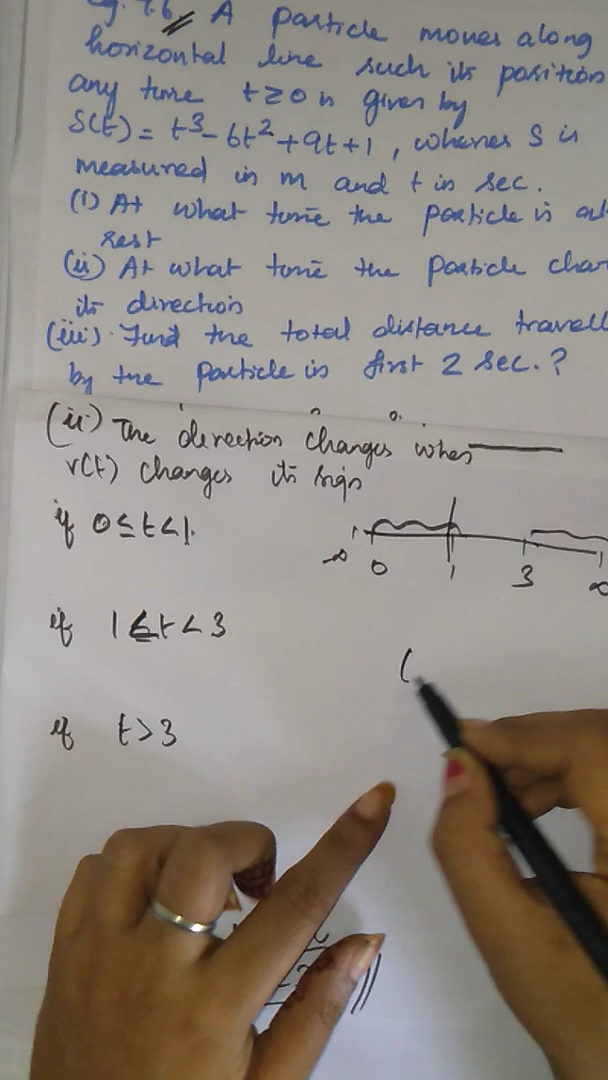 eg. 7.6 A particle moves along
horizontal line such its position
any time t≥0 is given by
S(t) = t³- 6t² + 9t + 1, wheres S is
measured in m and t in sec.
(i) At what time the particle is at
rest
(ii) At what time the particle chan
its direction
(iii). Find the total distance travell
by the particle in first 2 sec.?
(ii) The direction changes when
v(t) changes its sign
if 0≤t<1.
-∞ 0 1 3 ∞
if 1≤t<3
(
if t>3